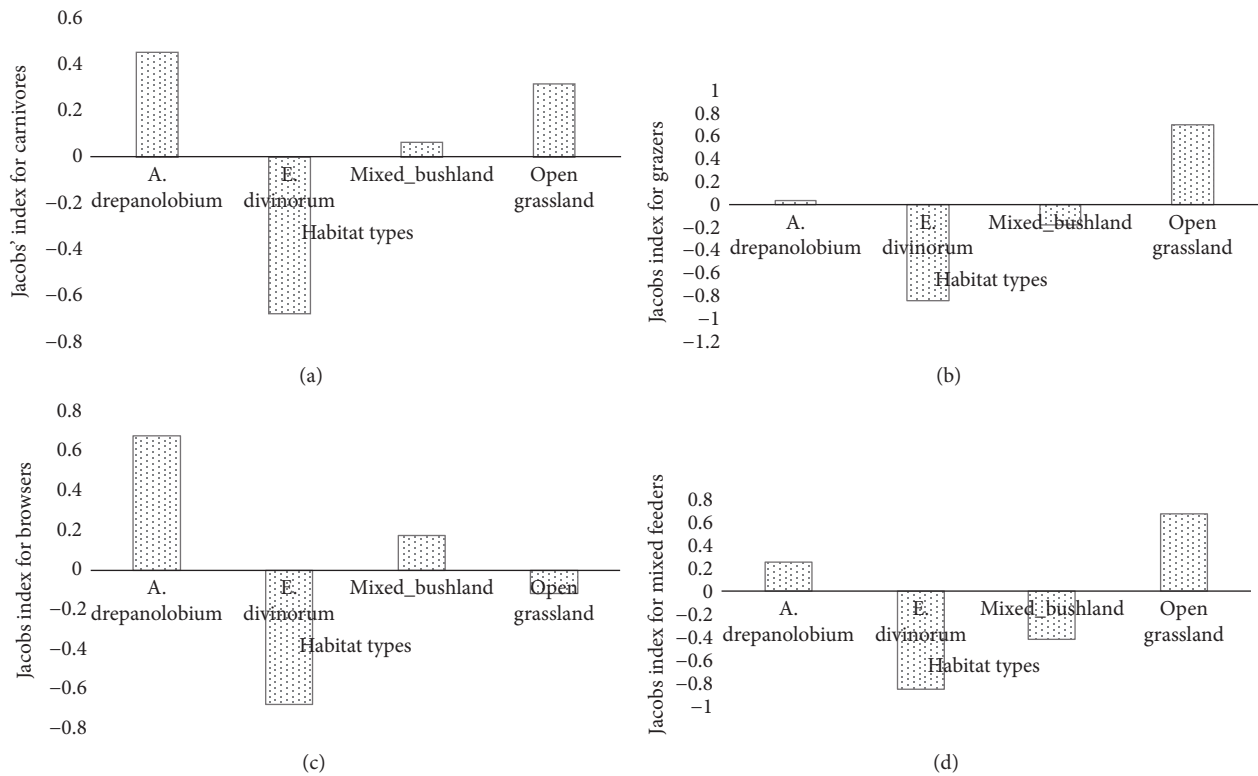 Jacobs' index for carnivores
0.6
0.4
0.2
0
−0.2
−0.4
−0.6
−0.8
A.
drepanolobium
E.
divinorum
Mixed_bushland
Open
grassland
Habitat types
(a)
Jacobs index for grazers
1
0.8
0.6
0.4
0.2
0
−0.2
−0.4
−0.6
−0.8
−1
−1.2
A.
drepanolobium
E.
divinorum
Mixed_bushland
Open
grassland
Habitat types
(b)
Jacobs index for browsers
0.8
0.6
0.4
0.2
0
−0.2
−0.4
−0.6
−0.8
A.
drepanolobium
E.
divinorum
Mixed_bushland
Open
grassland
Habitat types
(c)
Jacobs index for mixed feeders
0.8
0.6
0.4
0.2
0
−0.2
−0.4
−0.6
−0.8
−1
A.
drepanolobium
E.
divinorum
Mixed_bushland
Open
grassland
Habitat types
(d)